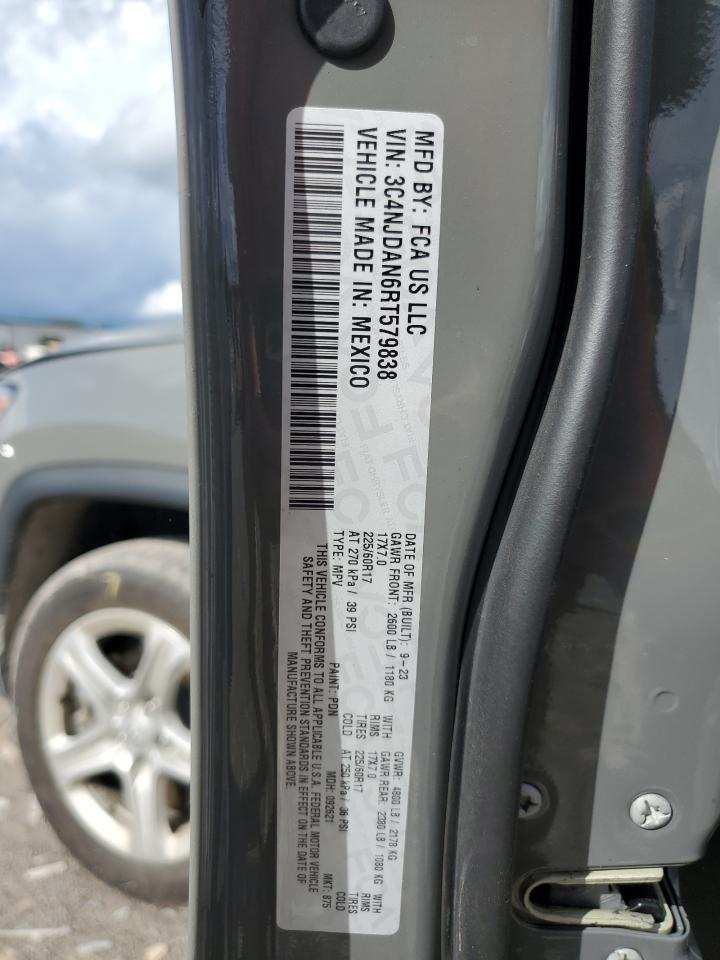 MFD BY: FCA US LLC
VIN: 3C4NJDAN6RT579838
VEHICLE MADE IN: MEXICO
DATE OF MFR (BUILT): 9-23 GVWR: 4800 LB / 2178 KG
GAWR FRONT: 2600 LB / 1180 KG WITH GAWR REAR: 2380 LB / 1080 KG WITH
17X7.0 RIMS 17X7.0 RIMS
225/60R17 TIRES 225/60R17 TIRES
AT 270 kPa / 39 PSI COLD AT 250 kPa / 36 PSI COLD
TYPE: MPV PAINT: PDN MDH: 092621 MKT: 875
THIS VEHICLE CONFORMS TO ALL APPLICABLE U.S.A. FEDERAL MOTOR VEHICLE
SAFETY AND THEFT PREVENTION STANDARDS IN EFFECT ON THE DATE OF
MANUFACTURE SHOWN ABOVE.